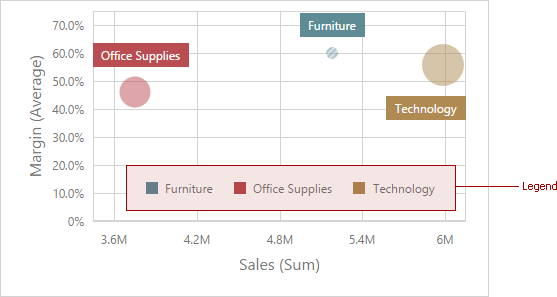 70.0%
60.0%
50.0%
40.0%
30.0%
20.0%
10.0%
0%
Margin (Average)
Furniture
Office Supplies
Technology
Furniture Office Supplies Technology
Legend
3.6M 4.2M 4.8M 5.4M 6M
Sales (Sum)